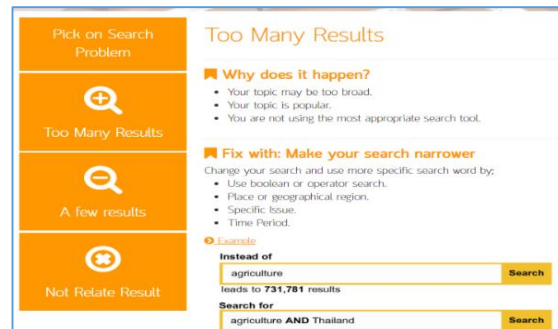 Pick on Search
Problem
Too Many Results
A few results
Not Relate Result
Too Many Results
Why does it happen?
• Your topic may be too broad.
• Your topic is popular.
• You are not using the most appropriate search tool.
Fix with: Make your search narrower
Change your search and use more specific search word by;
• Use boolean or operator search.
• Place or geographical region.
• Specific Issue.
• Time Period.
Example
Instead of
agriculture Search
leads to 731,781 results
Search for
agriculture AND Thailand Search